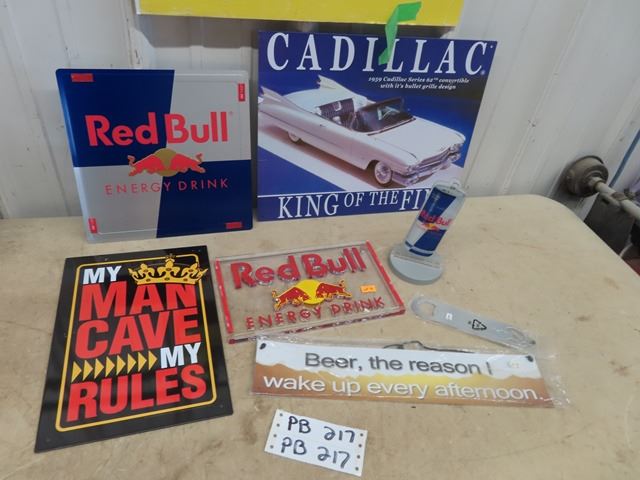 Red Bull
ENERGY DRINK
CADILLAC
1959 Cadillac Series 62™ convertible
with it's bullet grille design
KING OF THE FI
Red Bull
MY
MAN
CAVE
MY
RULES
Red Bull
ENERGY DRINK
Beer, the reason I
wake up every afternoon.
PB 217
PB 217